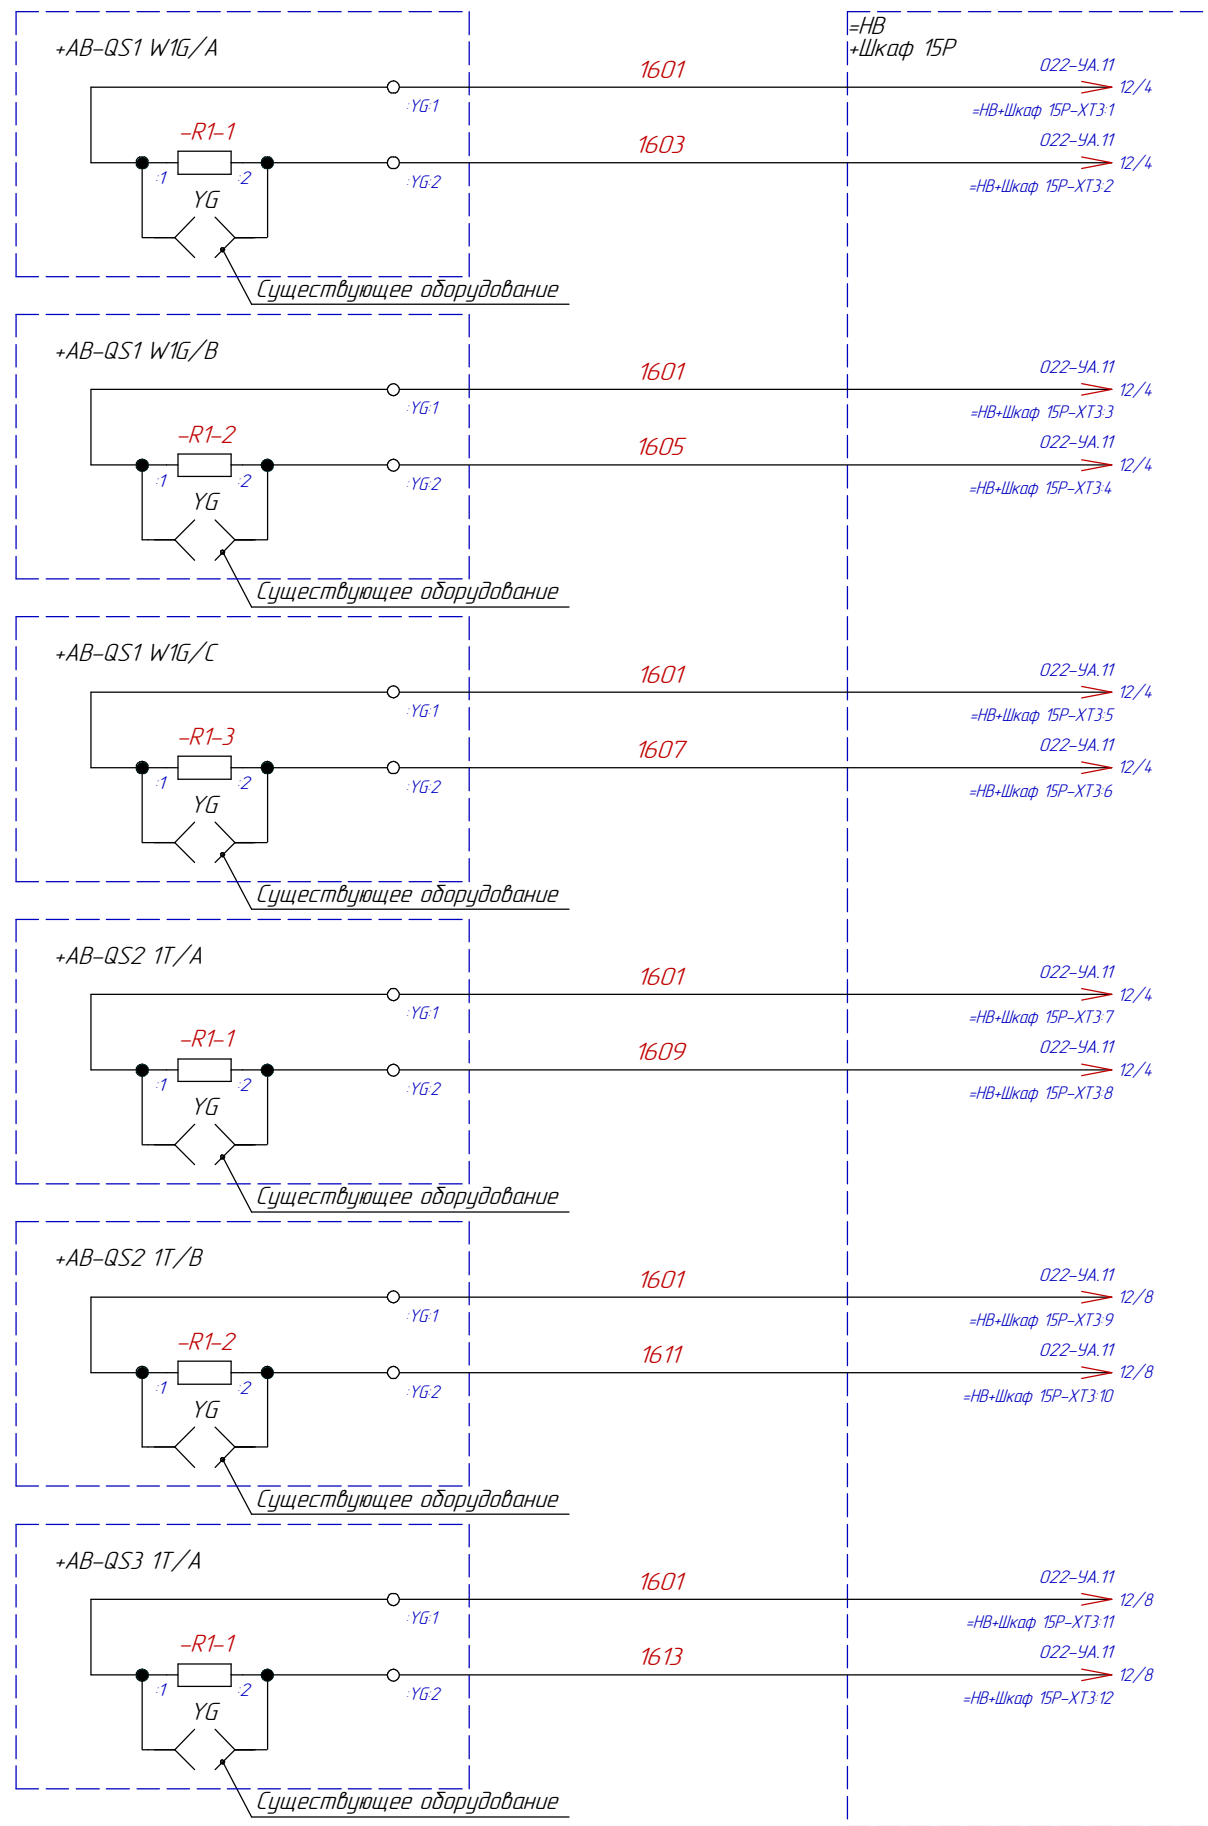 =НВ
+Шкаф 15Р
+АВ-QS1 W1G/A
1601
022-УА.11
12/4
:YG:1
=НВ+Шкаф 15Р-ХТ3:1
-R1-1
1603
022-УА.11
12/4
:1
:2
:YG:2
=НВ+Шкаф 15Р-ХТ3:2
YG
Существующее оборудование
+АВ-QS1 W1G/B
1601
022-УА.11
12/4
:YG:1
=НВ+Шкаф 15Р-ХТ3:3
-R1-2
1605
022-УА.11
12/4
:1
:2
:YG:2
=НВ+Шкаф 15Р-ХТ3:4
YG
Существующее оборудование
+АВ-QS1 W1G/C
1601
022-УА.11
12/4
:YG:1
=НВ+Шкаф 15Р-ХТ3:5
-R1-3
1607
022-УА.11
12/4
:1
:2
:YG:2
=НВ+Шкаф 15Р-ХТ3:6
YG
Существующее оборудование
+АВ-QS2 1T/A
1601
022-УА.11
12/4
:YG:1
=НВ+Шкаф 15Р-ХТ3:7
-R1-1
1609
022-УА.11
12/4
:1
:2
:YG:2
=НВ+Шкаф 15Р-ХТ3:8
YG
Существующее оборудование
+АВ-QS2 1T/B
1601
022-УА.11
12/8
:YG:1
=НВ+Шкаф 15Р-ХТ3:9
-R1-2
1611
022-УА.11
12/8
:1
:2
:YG:2
=НВ+Шкаф 15Р-ХТ3:10
YG
Существующее оборудование
+АВ-QS3 1T/A
1601
022-УА.11
12/8
:YG:1
=НВ+Шкаф 15Р-ХТ3:11
-R1-1
1613
022-УА.11
12/8
:1
:2
:YG:2
=НВ+Шкаф 15Р-ХТ3:12
YG
Существующее оборудование